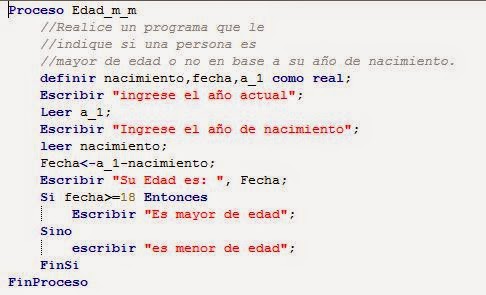 Proceso Edad_m_m
//Realice un programa que le
//indique si una persona es
//mayor de edad o no en base a su año de nacimiento.
definir nacimiento,fecha,a_1 como real;
Escribir "ingrese el año actual";
Leer a_1;
Escribir "Ingrese el año de nacimiento";
leer nacimiento;
Fecha<-a_1-nacimiento;
Escribir "Su Edad es: ", Fecha;
Si fecha>=18 Entonces
Escribir "Es mayor de edad";
Sino
escribir "es menor de edad";
FinSi
FinProceso